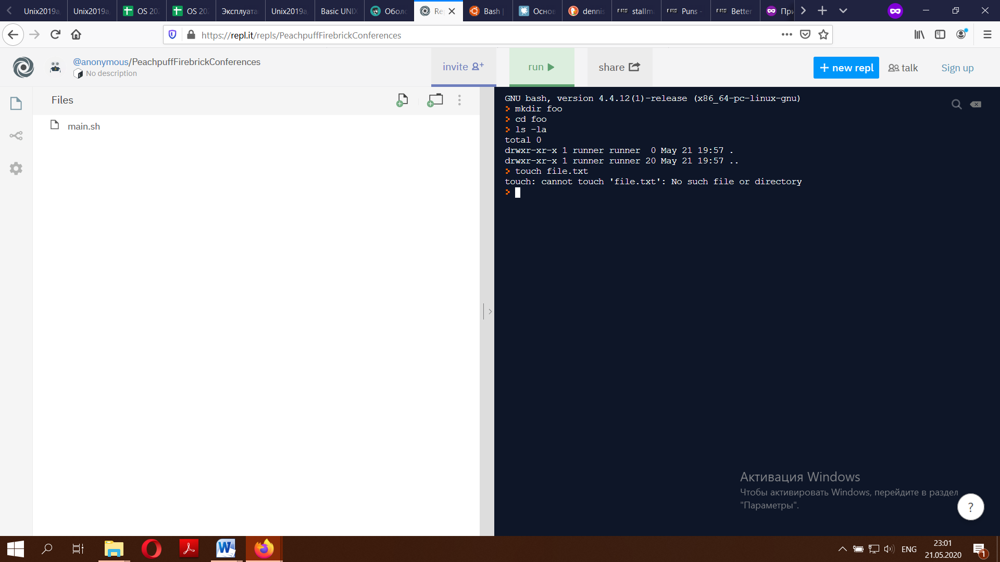 Unix2019a
Unix2019a
OS 202
OS 202
Эксплуата
Unix2019a
Basic UNIX
Оболо
Re
Bash |
Осно
dennis
stallm
Puns -
Better
При
https://repl.it/repls/PeachpuffFirebrickConferences
@anonymous/PeachpuffFirebrickConferences
No description
invite
run
share
+ new repl
talk
Sign up
Files
main.sh
GNU bash, version 4.4.12(1)-release (x86_64-pc-linux-gnu)
> mkdir foo
> cd foo
> ls -la
total 0
drwxr-xr-x 1 runner runner  0 May 21 19:57 .
drwxr-xr-x 1 runner runner 20 May 21 19:57 ..
> touch file.txt
touch: cannot touch 'file.txt': No such file or directory
>
Активация Windows
Чтобы активировать Windows, перейдите в раздел
"Параметры".
?
ENG
23:01
21.05.2020
1